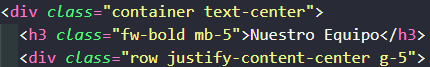 <div class="container text-center">
<h3 class="fw-bold mb-5">Nuestro Equipo</h3>
<div class="row justify-content-center g-5">